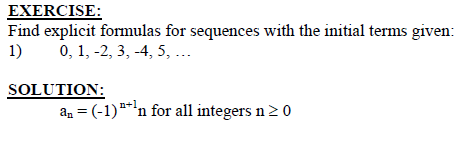 EXERCISE:
Find explicit formulas for sequences with the initial terms given:
1) 0, 1, -2, 3, -4, 5, …
SOLUTION:
aₙ = (-1)ⁿ⁺¹n for all integers n ≥ 0